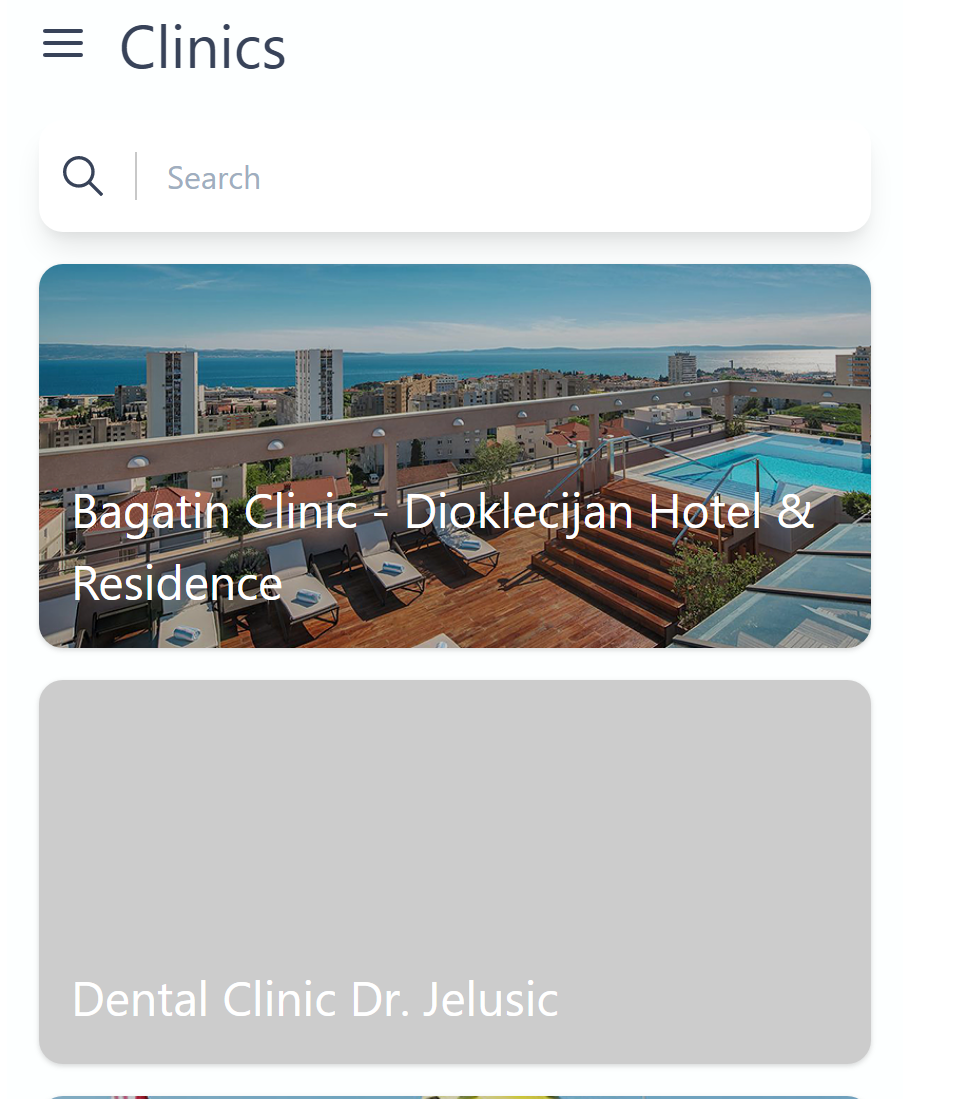 Clinics
Search
Bagatin Clinic - Dioklecijan Hotel &
Residence
Dental Clinic Dr. Jelusic